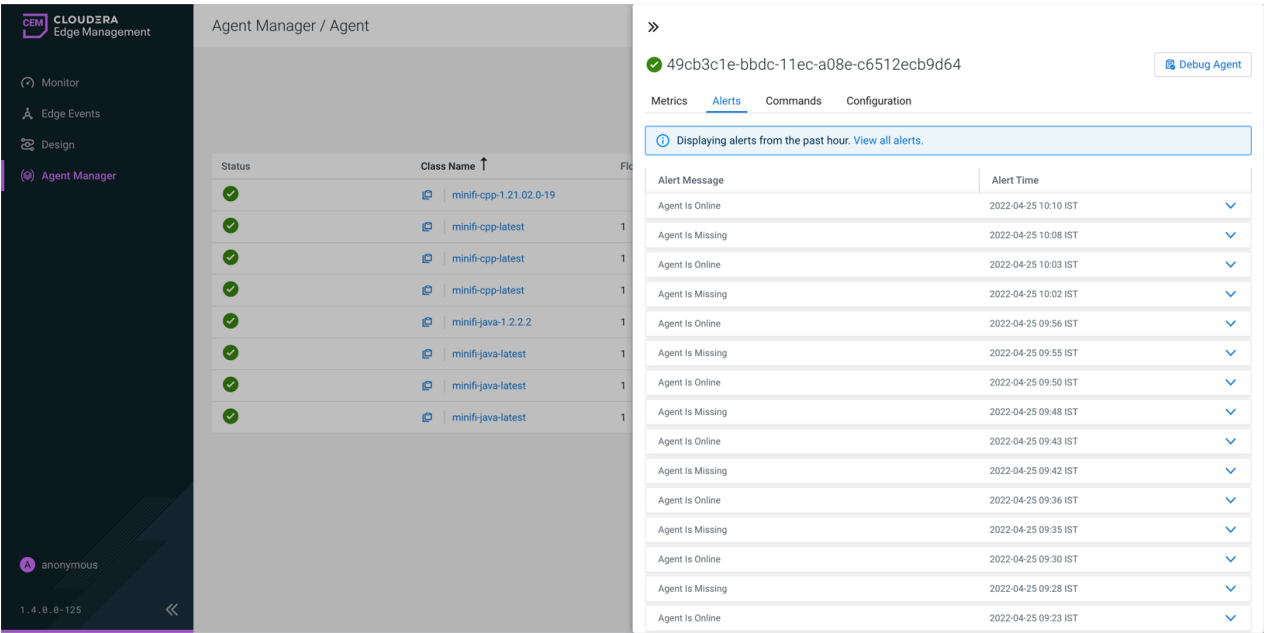 CEM CLOUDERA
Edge Management
Monitor
Edge Events
Design
Agent Manager
A anonymous
1.4.0.0-125
Agent Manager / Agent
Status Class Name Flo
minifi-cpp-1.21.02.0-19
minifi-cpp-latest 1
minifi-cpp-latest 1
minifi-cpp-latest 1
minifi-java-1.2.2.2 1
minifi-java-latest 1
minifi-java-latest 1
minifi-java-latest 1
49cb3c1e-bbdc-11ec-a08e-c6512ecb9d64 Debug Agent
Metrics Alerts Commands Configuration
Displaying alerts from the past hour. View all alerts.
Alert Message Alert Time
Agent Is Online 2022-04-25 10:10 IST
Agent Is Missing 2022-04-25 10:08 IST
Agent Is Online 2022-04-25 10:03 IST
Agent Is Missing 2022-04-25 10:02 IST
Agent Is Online 2022-04-25 09:56 IST
Agent Is Missing 2022-04-25 09:55 IST
Agent Is Online 2022-04-25 09:50 IST
Agent Is Missing 2022-04-25 09:48 IST
Agent Is Online 2022-04-25 09:43 IST
Agent Is Missing 2022-04-25 09:42 IST
Agent Is Online 2022-04-25 09:36 IST
Agent Is Missing 2022-04-25 09:35 IST
Agent Is Online 2022-04-25 09:30 IST
Agent Is Missing 2022-04-25 09:28 IST
Agent Is Online 2022-04-25 09:23 IST